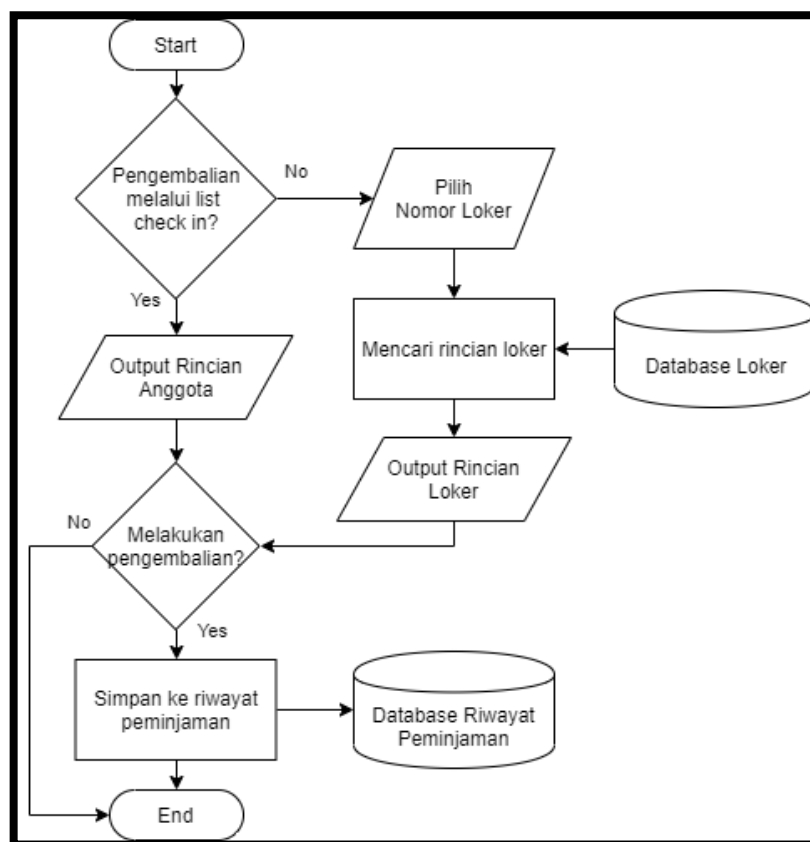 Start
Pengembalian
melalui list
check in?
No
Pilih
Nomor Loker
Yes
Mencari rincian loker
Database Loker
Output Rincian
Anggota
Output Rincian
Loker
No
Melakukan
pengembalian?
Yes
Simpan ke riwayat
peminjaman
Database Riwayat
Peminjaman
End